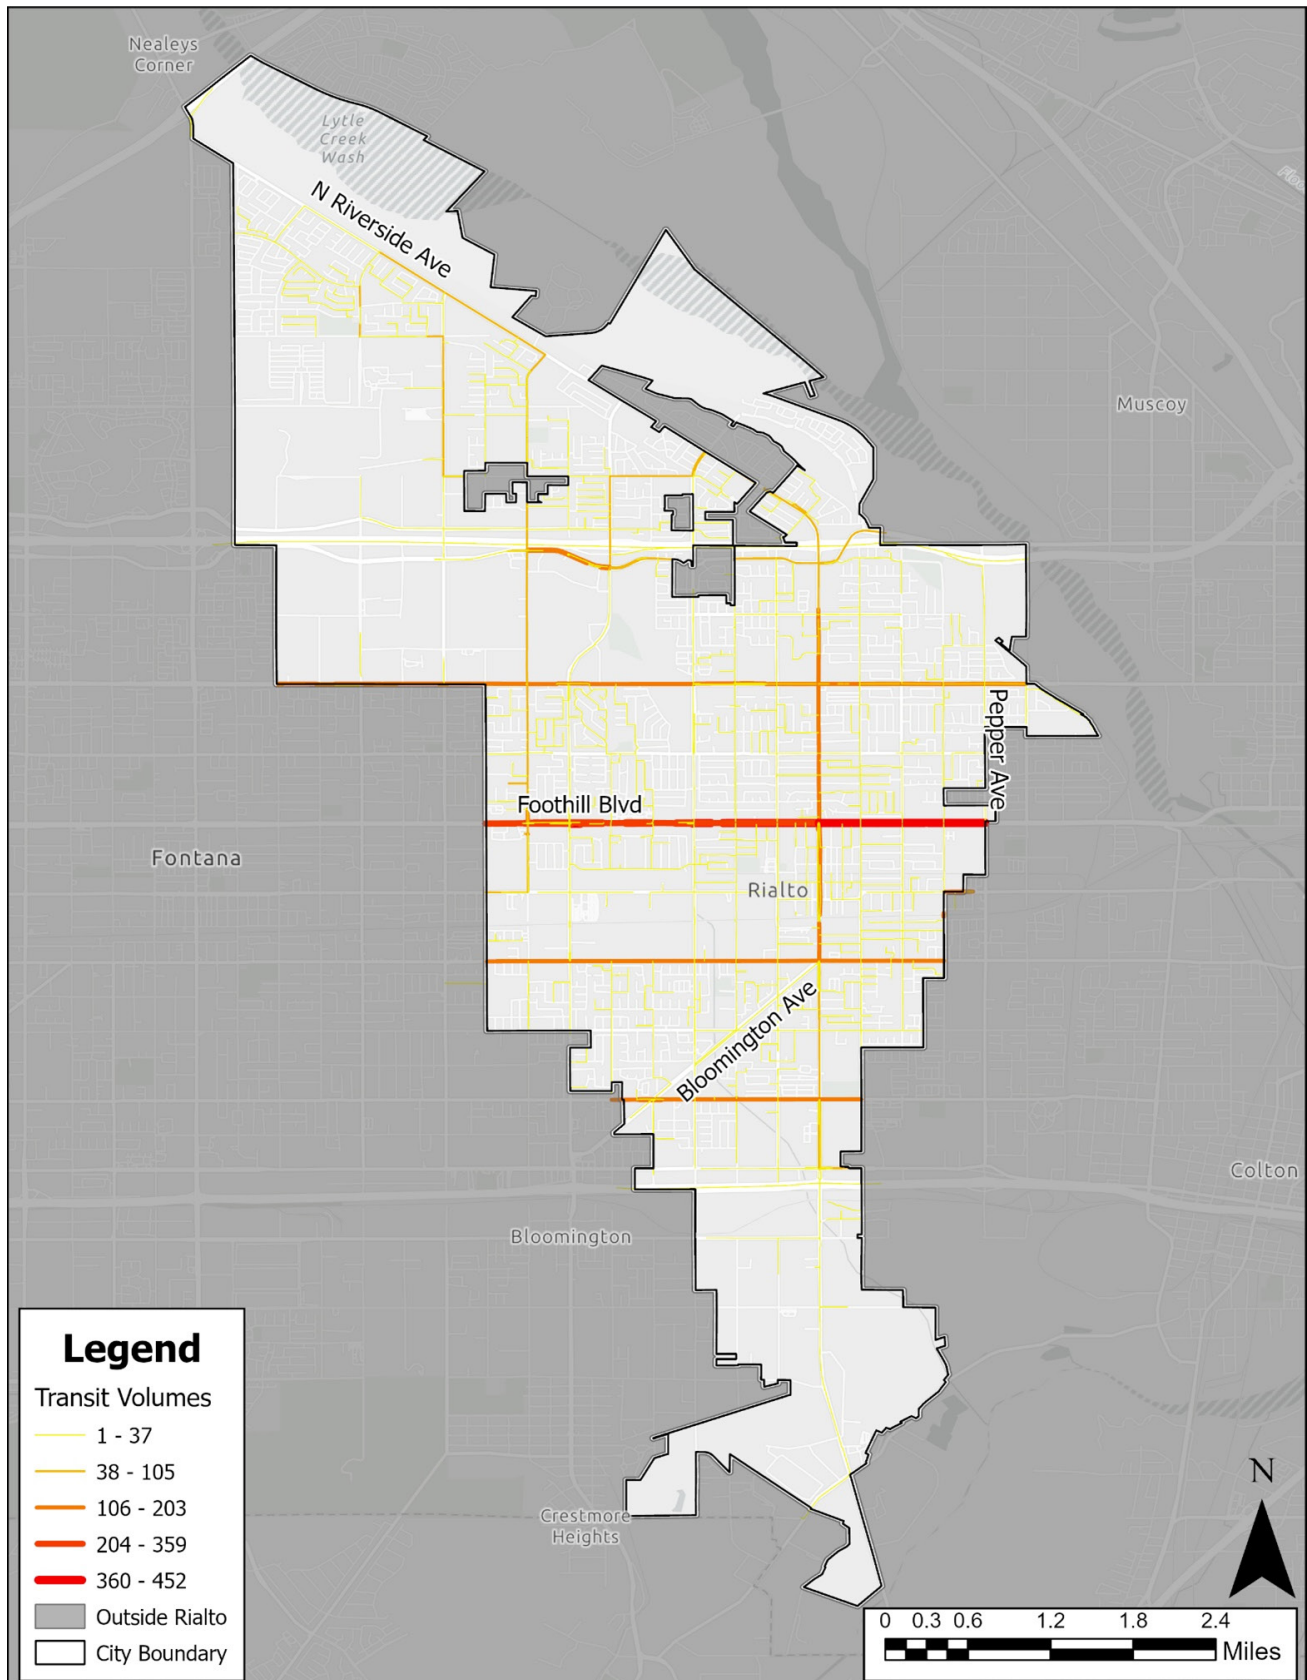 Nealeys
Corner
Lytle
Creek
Wash
N Riverside Ave
Muscoy
Pepper Ave
Foothill Blvd
Fontana
Rialto
Bloomington Ave
Colton
Bloomington
Crestmore
Heights
Legend
Transit Volumes
1 - 37
38 - 105
106 - 203
204 - 359
360 - 452
Outside Rialto
City Boundary
N
0 0.3 0.6 1.2 1.8 2.4
Miles